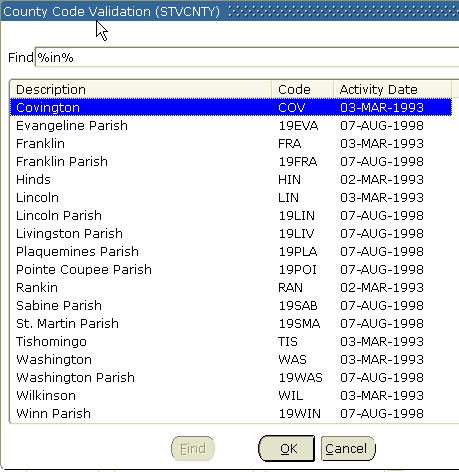 County Code Validation (STVCNTY)
Find %in%
Description Code Activity Date
Covington COV 03-MAR-1993
Evangeline Parish 19EVA 07-AUG-1998
Franklin FRA 03-MAR-1993
Franklin Parish 19FRA 07-AUG-1998
Hinds HIN 02-MAR-1993
Lincoln LIN 03-MAR-1993
Lincoln Parish 19LIN 07-AUG-1998
Livingston Parish 19LIV 07-AUG-1998
Plaquemines Parish 19PLA 07-AUG-1998
Pointe Coupee Parish 19POI 07-AUG-1998
Rankin RAN 02-MAR-1993
Sabine Parish 19SAB 07-AUG-1998
St. Martin Parish 19SMA 07-AUG-1998
Tishomingo TIS 03-MAR-1993
Washington WAS 03-MAR-1993
Washington Parish 19WAS 07-AUG-1998
Wilkinson WIL 03-MAR-1993
Winn Parish 19WIN 07-AUG-1998
Find OK Cancel